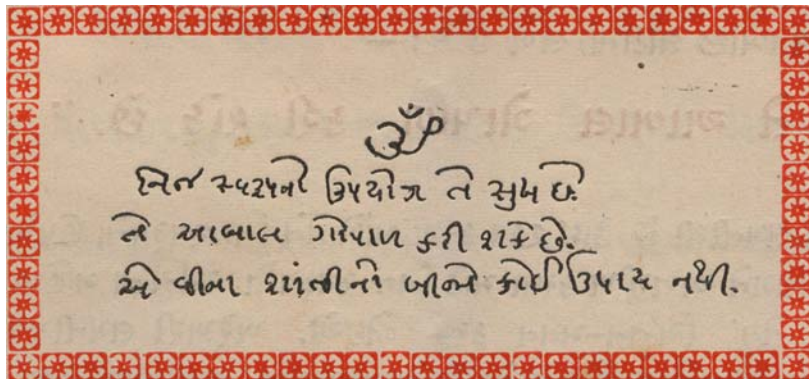 ૐ
નિજ સ્વરૂપનો ઉપયોગ તે સુખ છે.
તે આબાલ ગોપાળ કરી શકે છે.
એ વીના શાંતીનો બીજો કોઈ ઉપાય નથી.